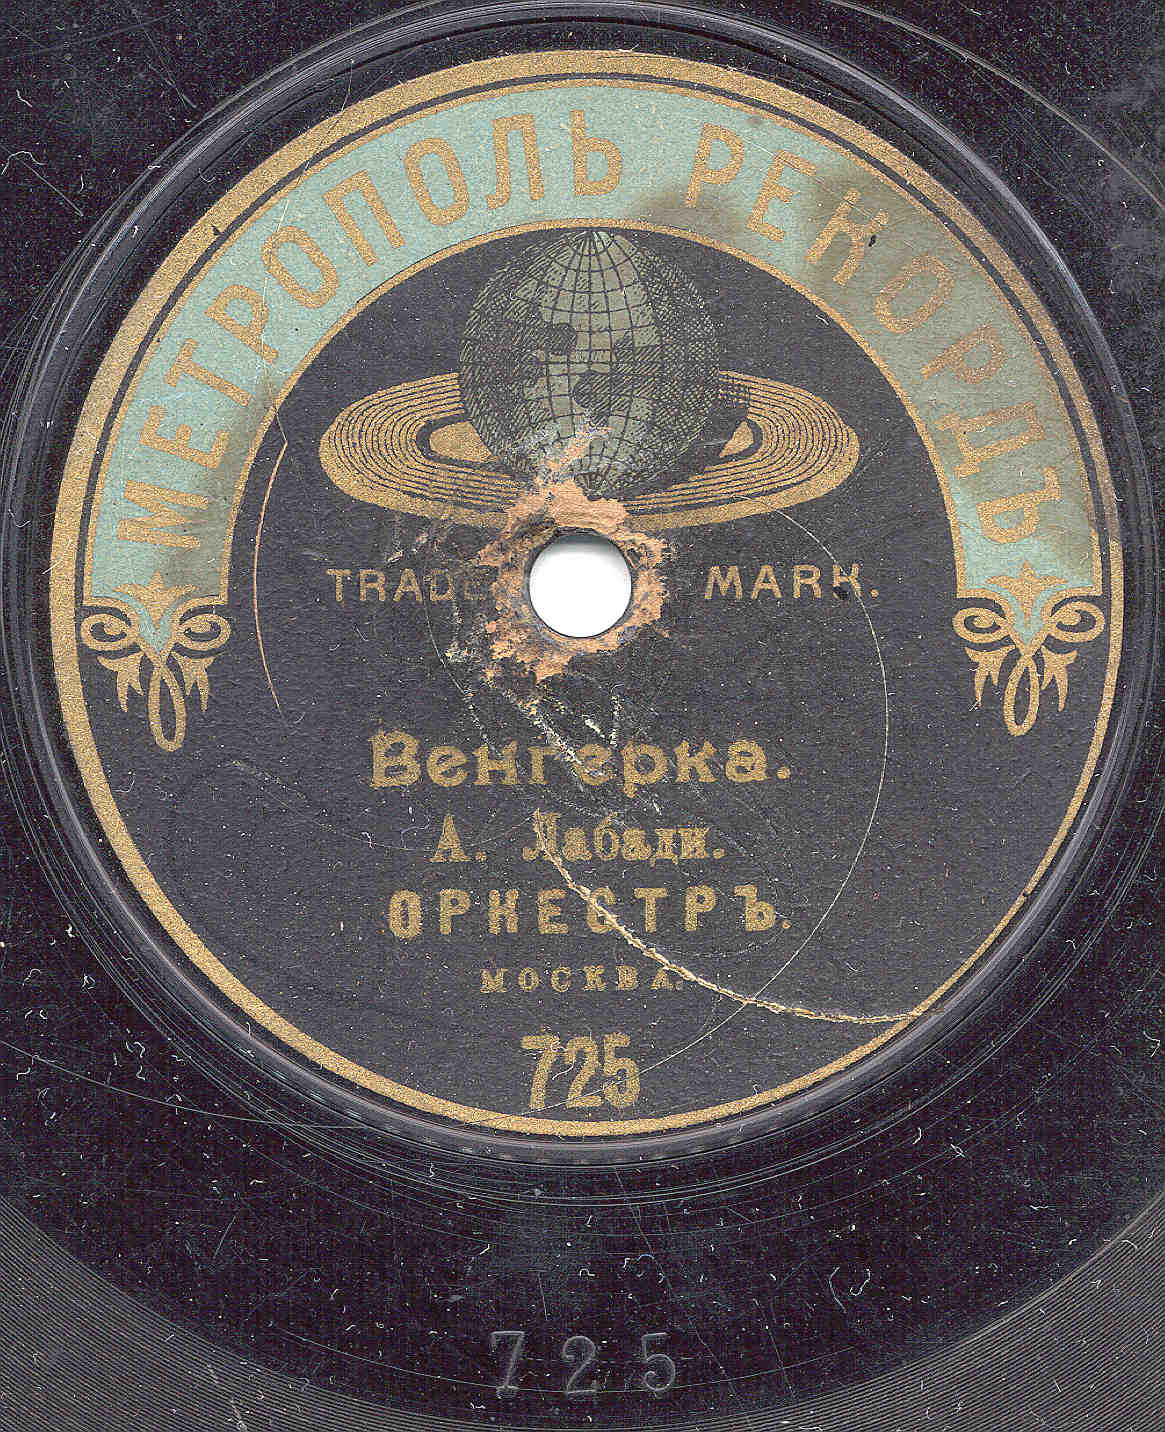 МЕТРОПОЛЬ РЕКОРДЪ
TRADE MARK.
Венгерка.
А. Лабади.
ОРКЕСТРЪ.
МОСКВА.
725
725